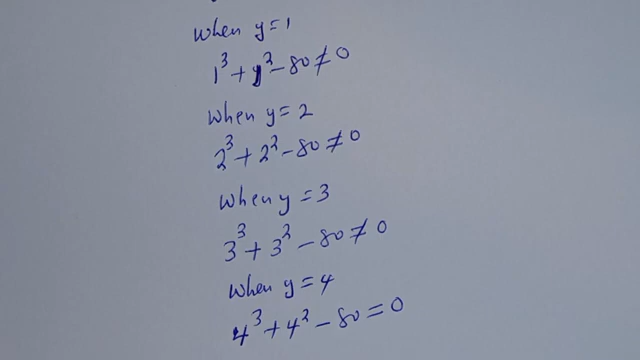 When y=1
1³+1²-80≠0
When y=2
2³+2²-80≠0
When y=3
3³+3²-80≠0
When y=4
4³+4²-80=0